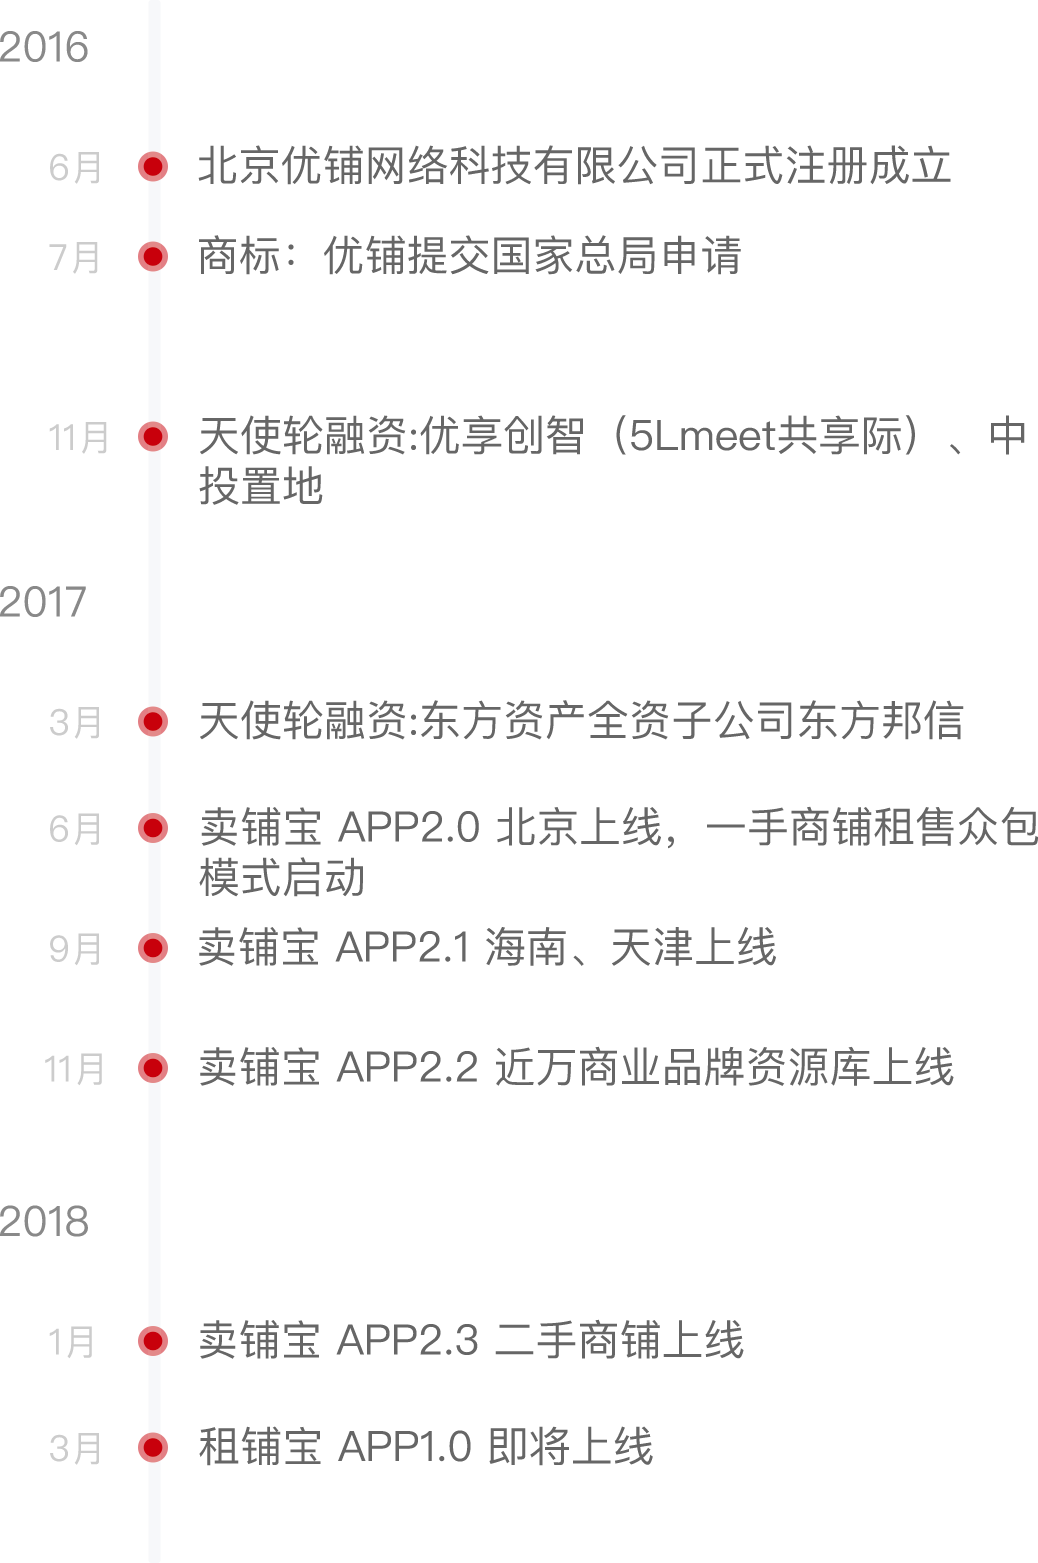 2016
6月 北京优铺网络科技有限公司正式注册成立
7月 商标：优铺提交国家总局申请
11月 天使轮融资:优享创智（5Lmeet共享际）、中
投置地
2017
3月 天使轮融资:东方资产全资子公司东方邦信
6月 卖铺宝 APP2.0 北京上线，一手商铺租售众包
模式启动
9月 卖铺宝 APP2.1 海南、天津上线
11月 卖铺宝 APP2.2 近万商业品牌资源库上线
2018
1月 卖铺宝 APP2.3 二手商铺上线
3月 租铺宝 APP1.0 即将上线